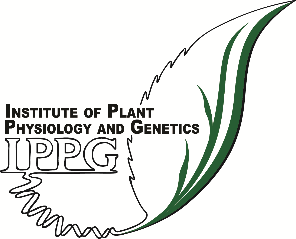 INSTITUTE OF PLANT
PHYSIOLOGY AND GENETICS
IPPG